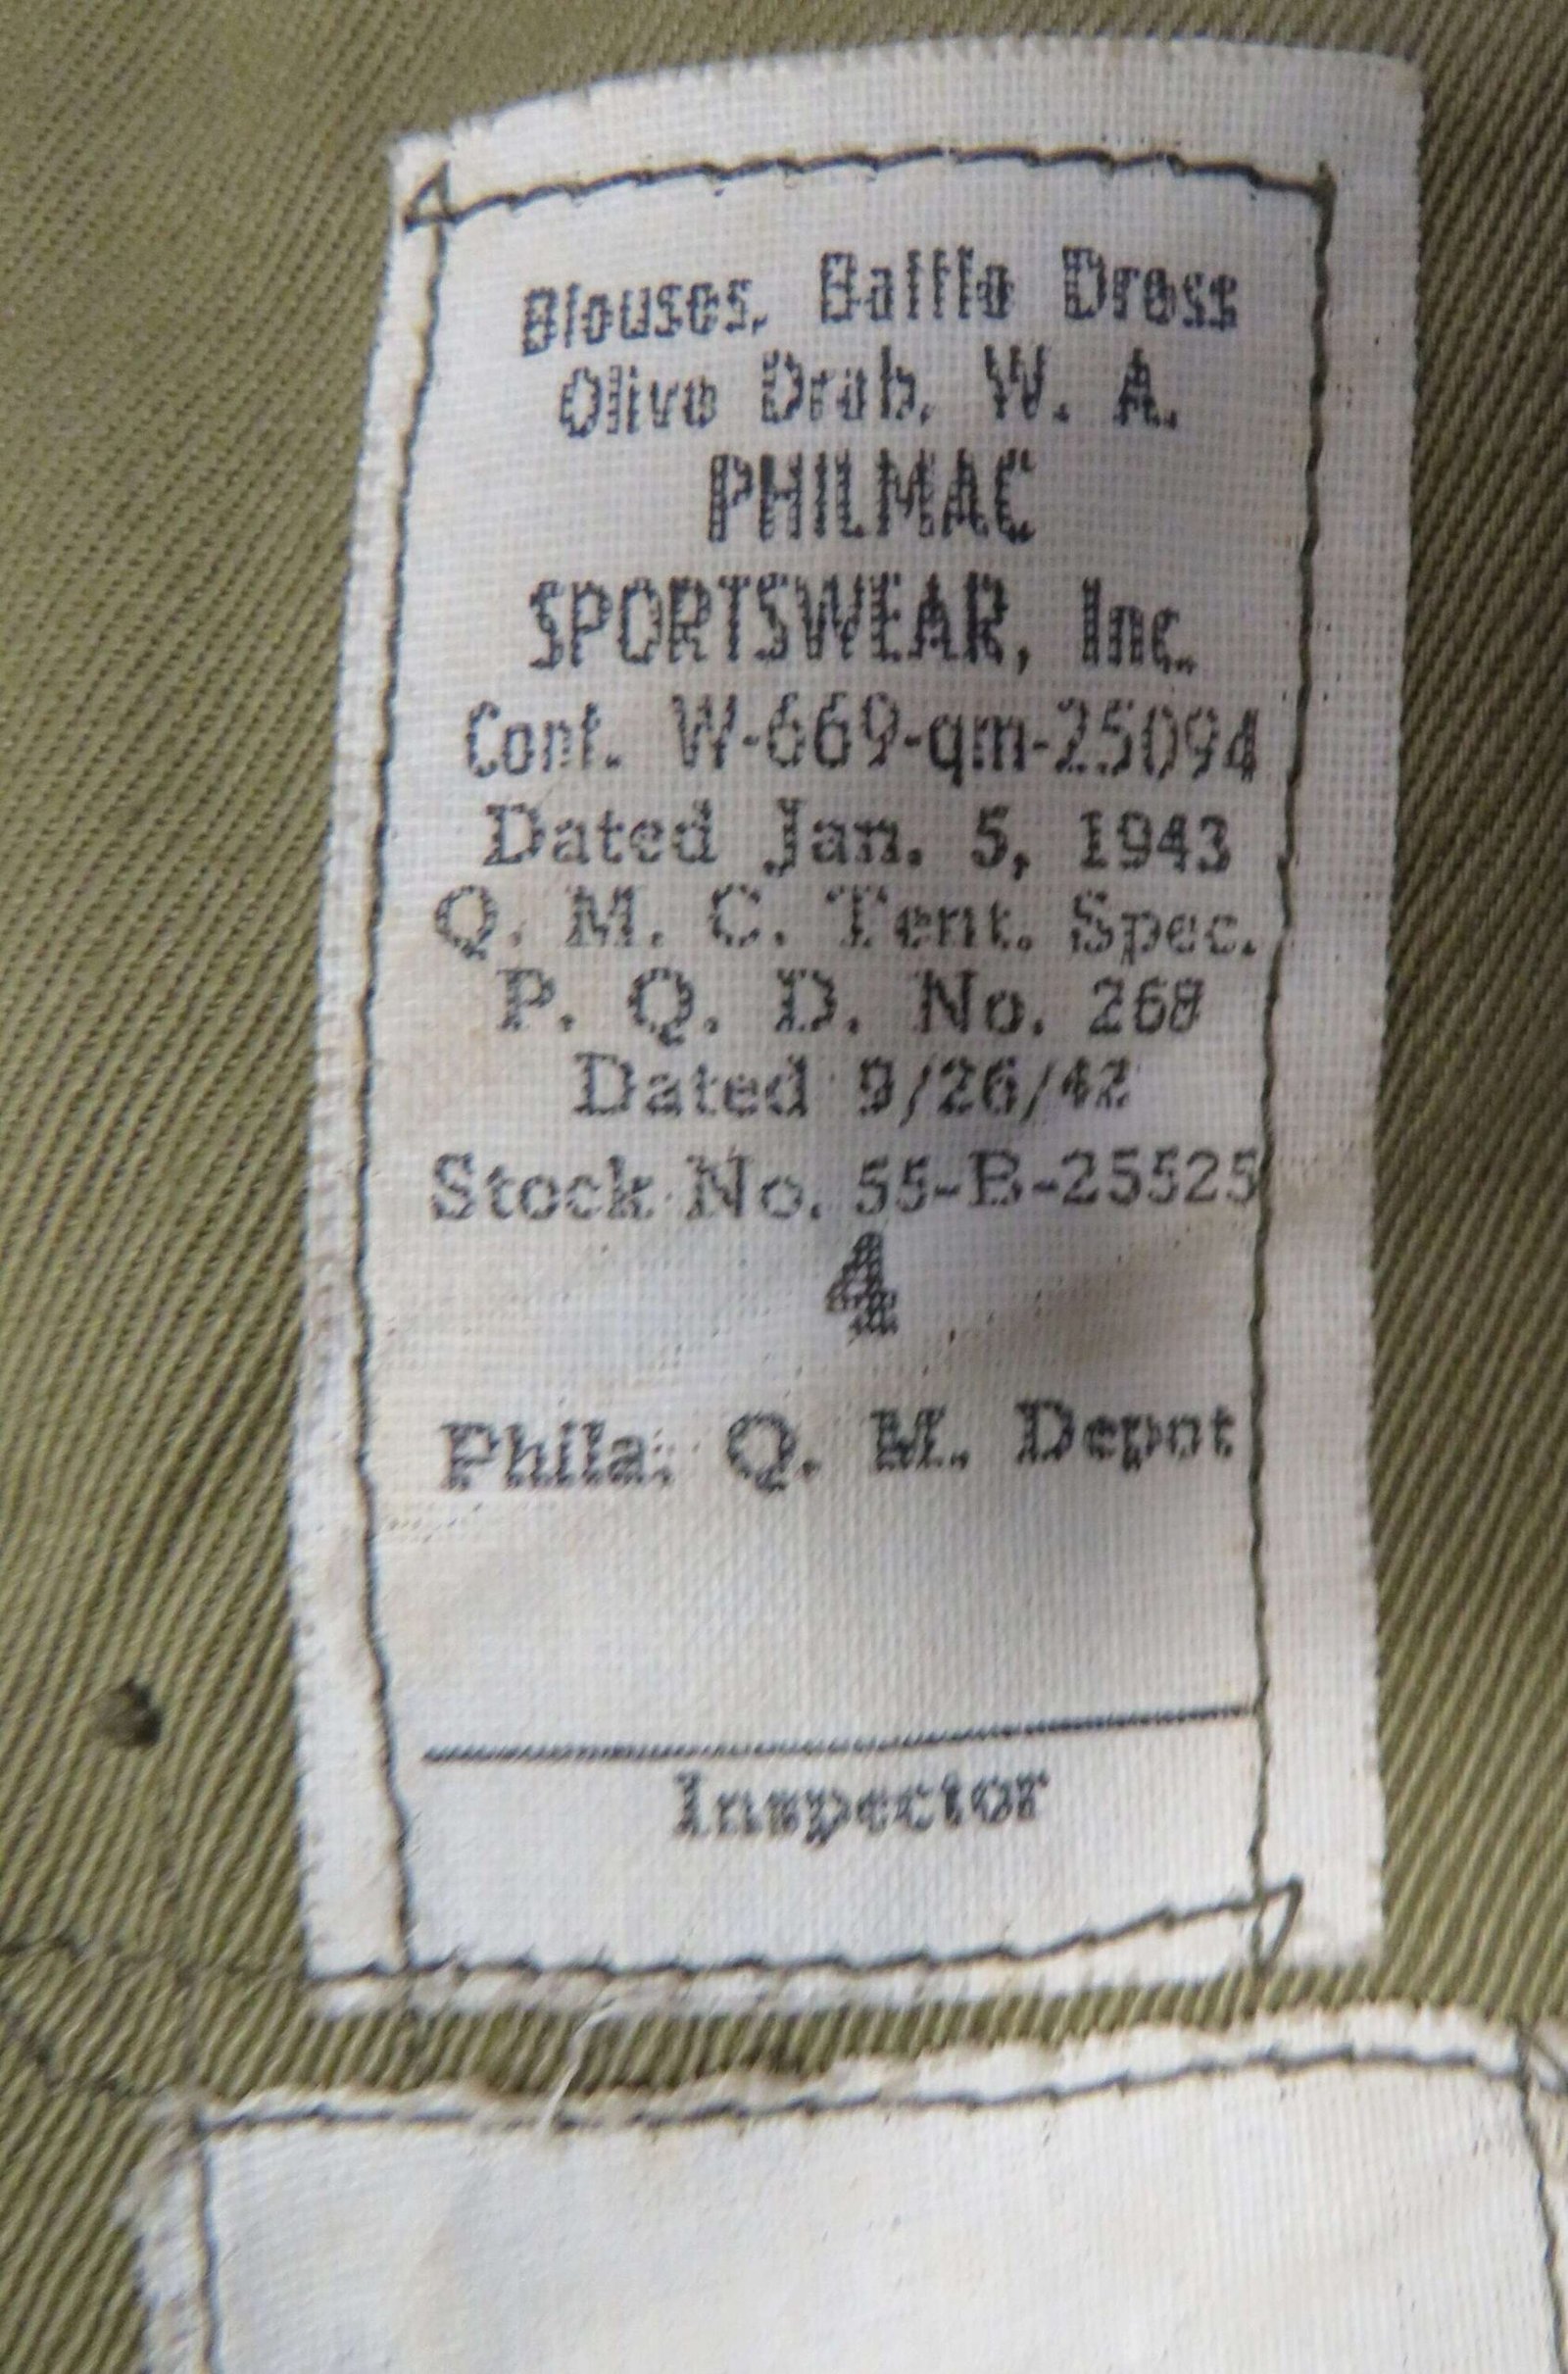 Blouses, Battle Dress
Olive Drab, W. A.
PHILMAC
SPORTSWEAR, Inc.
Cont. W-669-qm-25094
Dated Jan. 5, 1943
Q. M. C. Tent. Spec.
P. Q. D. No. 268
Dated 9/26/42
Stock No. 55-B-25525
4
Phila. Q. M. Depot
Inspector